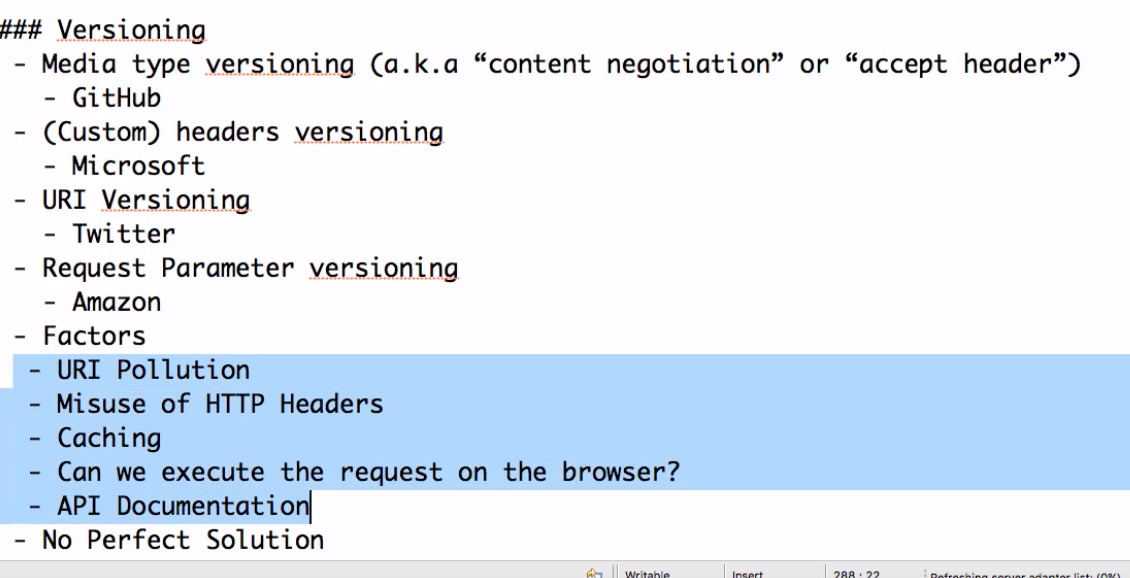 ### Versioning
- Media type versioning (a.k.a “content negotiation” or “accept header”)
- GitHub
- (Custom) headers versioning
- Microsoft
- URI Versioning
- Twitter
- Request Parameter versioning
- Amazon
- Factors
- URI Pollution
- Misuse of HTTP Headers
- Caching
- Can we execute the request on the browser?
- API Documentation
- No Perfect Solution
Writable Insert 288 : 22 Refreshing server adapter list: (0%)